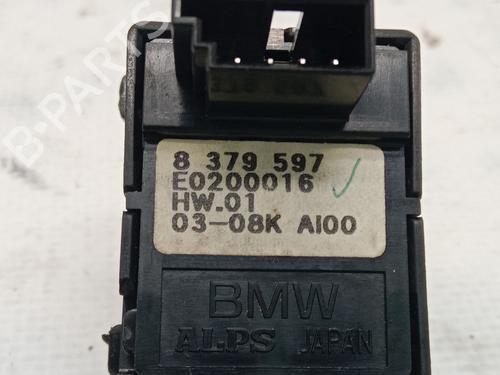 8 379 597
E0200016
HW.01
03-08K AI00
BMW
ALPS JAPAN
B-PARTS